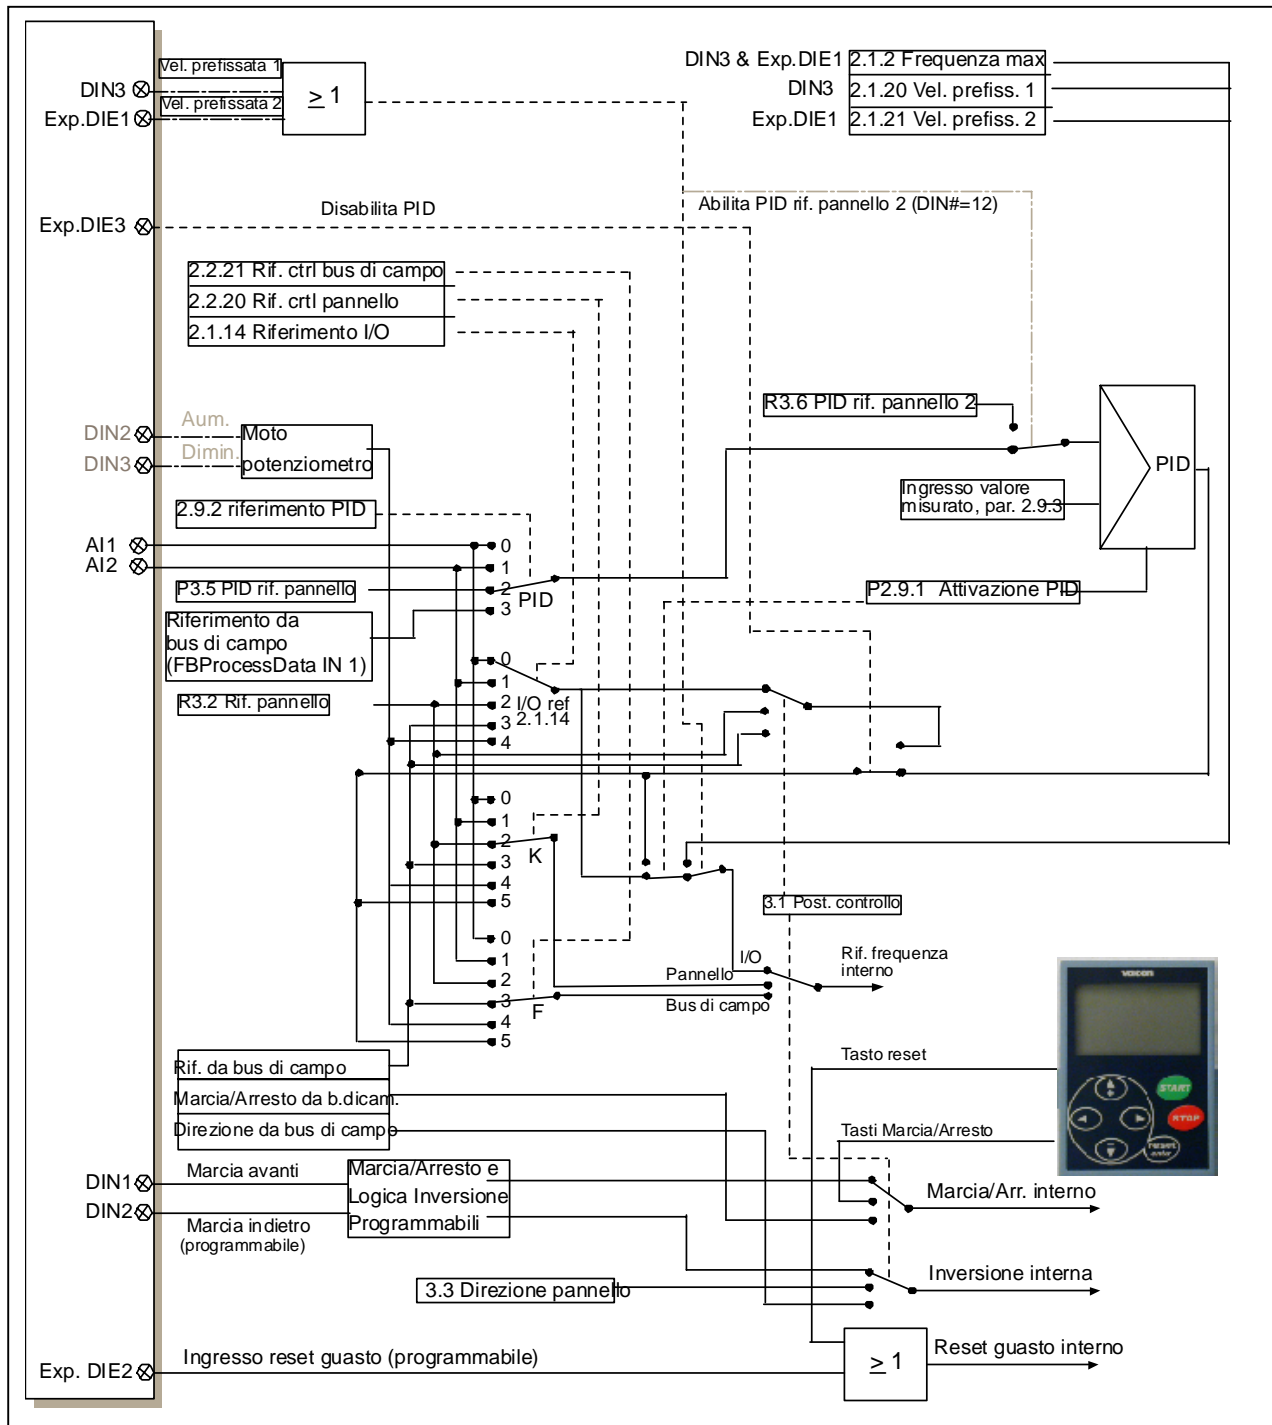 Vel. prefissata 1
DIN3
Vel. prefissata 2
Exp.DIE1
≥ 1
DIN3 & Exp.DIE1
2.1.2 Frequenza max
DIN3
2.1.20 Vel. prefiss. 1
Exp.DIE1
2.1.21 Vel. prefiss. 2
Exp.DIE3
Disabilita PID
Abilita PID rif. pannello 2 (DIN#=12)
2.2.21 Rif. ctrl bus di campo
2.2.20 Rif. crtl pannello
2.1.14 Riferimento I/O
R3.6 PID rif. pannello 2
DIN2
Aum.
DIN3
Dimin.
Moto
potenziometro
PID
Ingresso valore
misurato, par. 2.9.3
2.9.2 riferimento PID
AI1
AI2
0
1
2
3
PID
P3.5 PID rif. pannello
P2.9.1 Attivazione PID
Riferimento da
bus di campo
(FBProcessData IN 1)
R3.2 Rif. pannello
0
1
2
3
4
I/O ref
2.1.14
0
1
2
3
4
5
K
3.1 Post. controllo
0
1
2
3
4
5
F
I/O
Pannello
Bus di campo
Rif. frequenza
interno
vacon
START
STOP
reset
enter
Rif. da bus di campo
Marcia/Arresto da b.dicam.
Direzione da bus di campo
Tasto reset
Tasti Marcia/Arresto
DIN1
Marcia avanti
DIN2
Marcia indietro
(programmabile)
Marcia/Arresto e
Logica Inversione
Programmabili
Marcia/Arr. interno
3.3 Direzione pannello
Inversione interna
Exp. DIE2
Ingresso reset guasto (programmabile)
≥ 1
Reset guasto interno